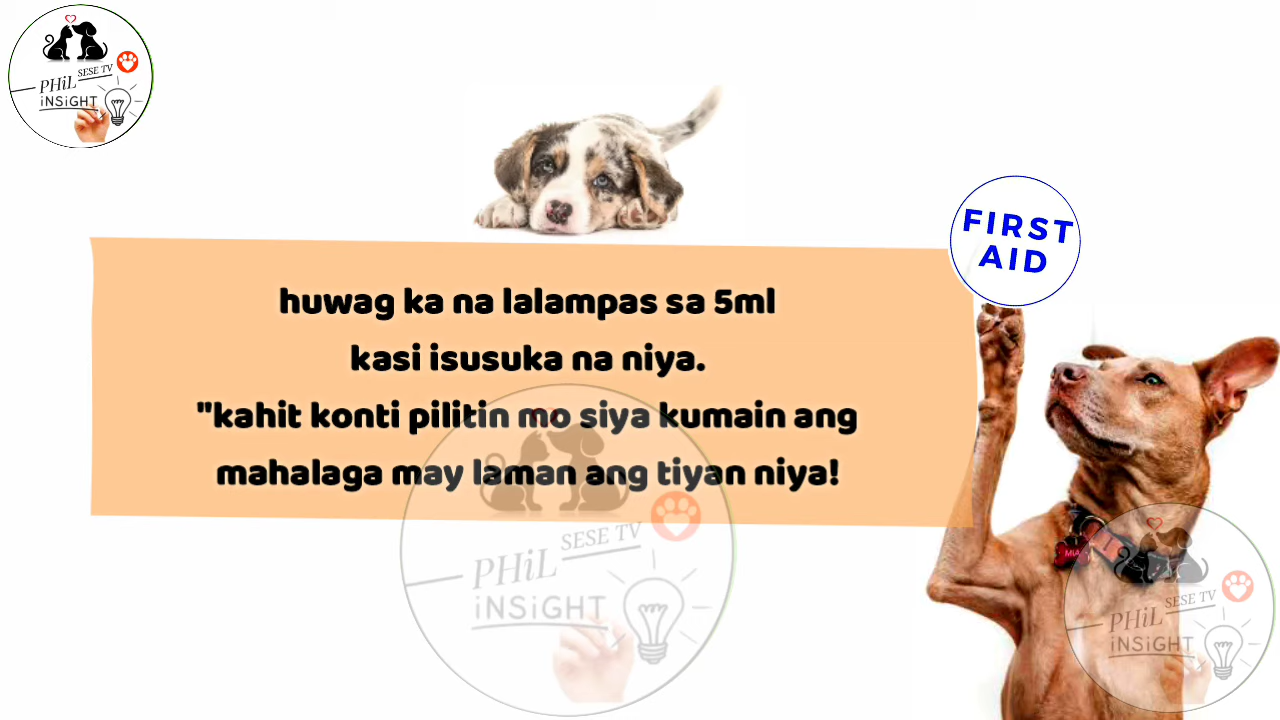 PHiL SESE TV
iNSiGHT
FIRST
AID
huwag ka na lalampas sa 5ml
kasi isusuka na niya.
"kahit konti pilitin mo siya kumain ang
mahalaga may laman ang tiyan niya!
MIA
PHiL SESE TV
iNSiGHT
PHiL SESE TV
iNSiGHT